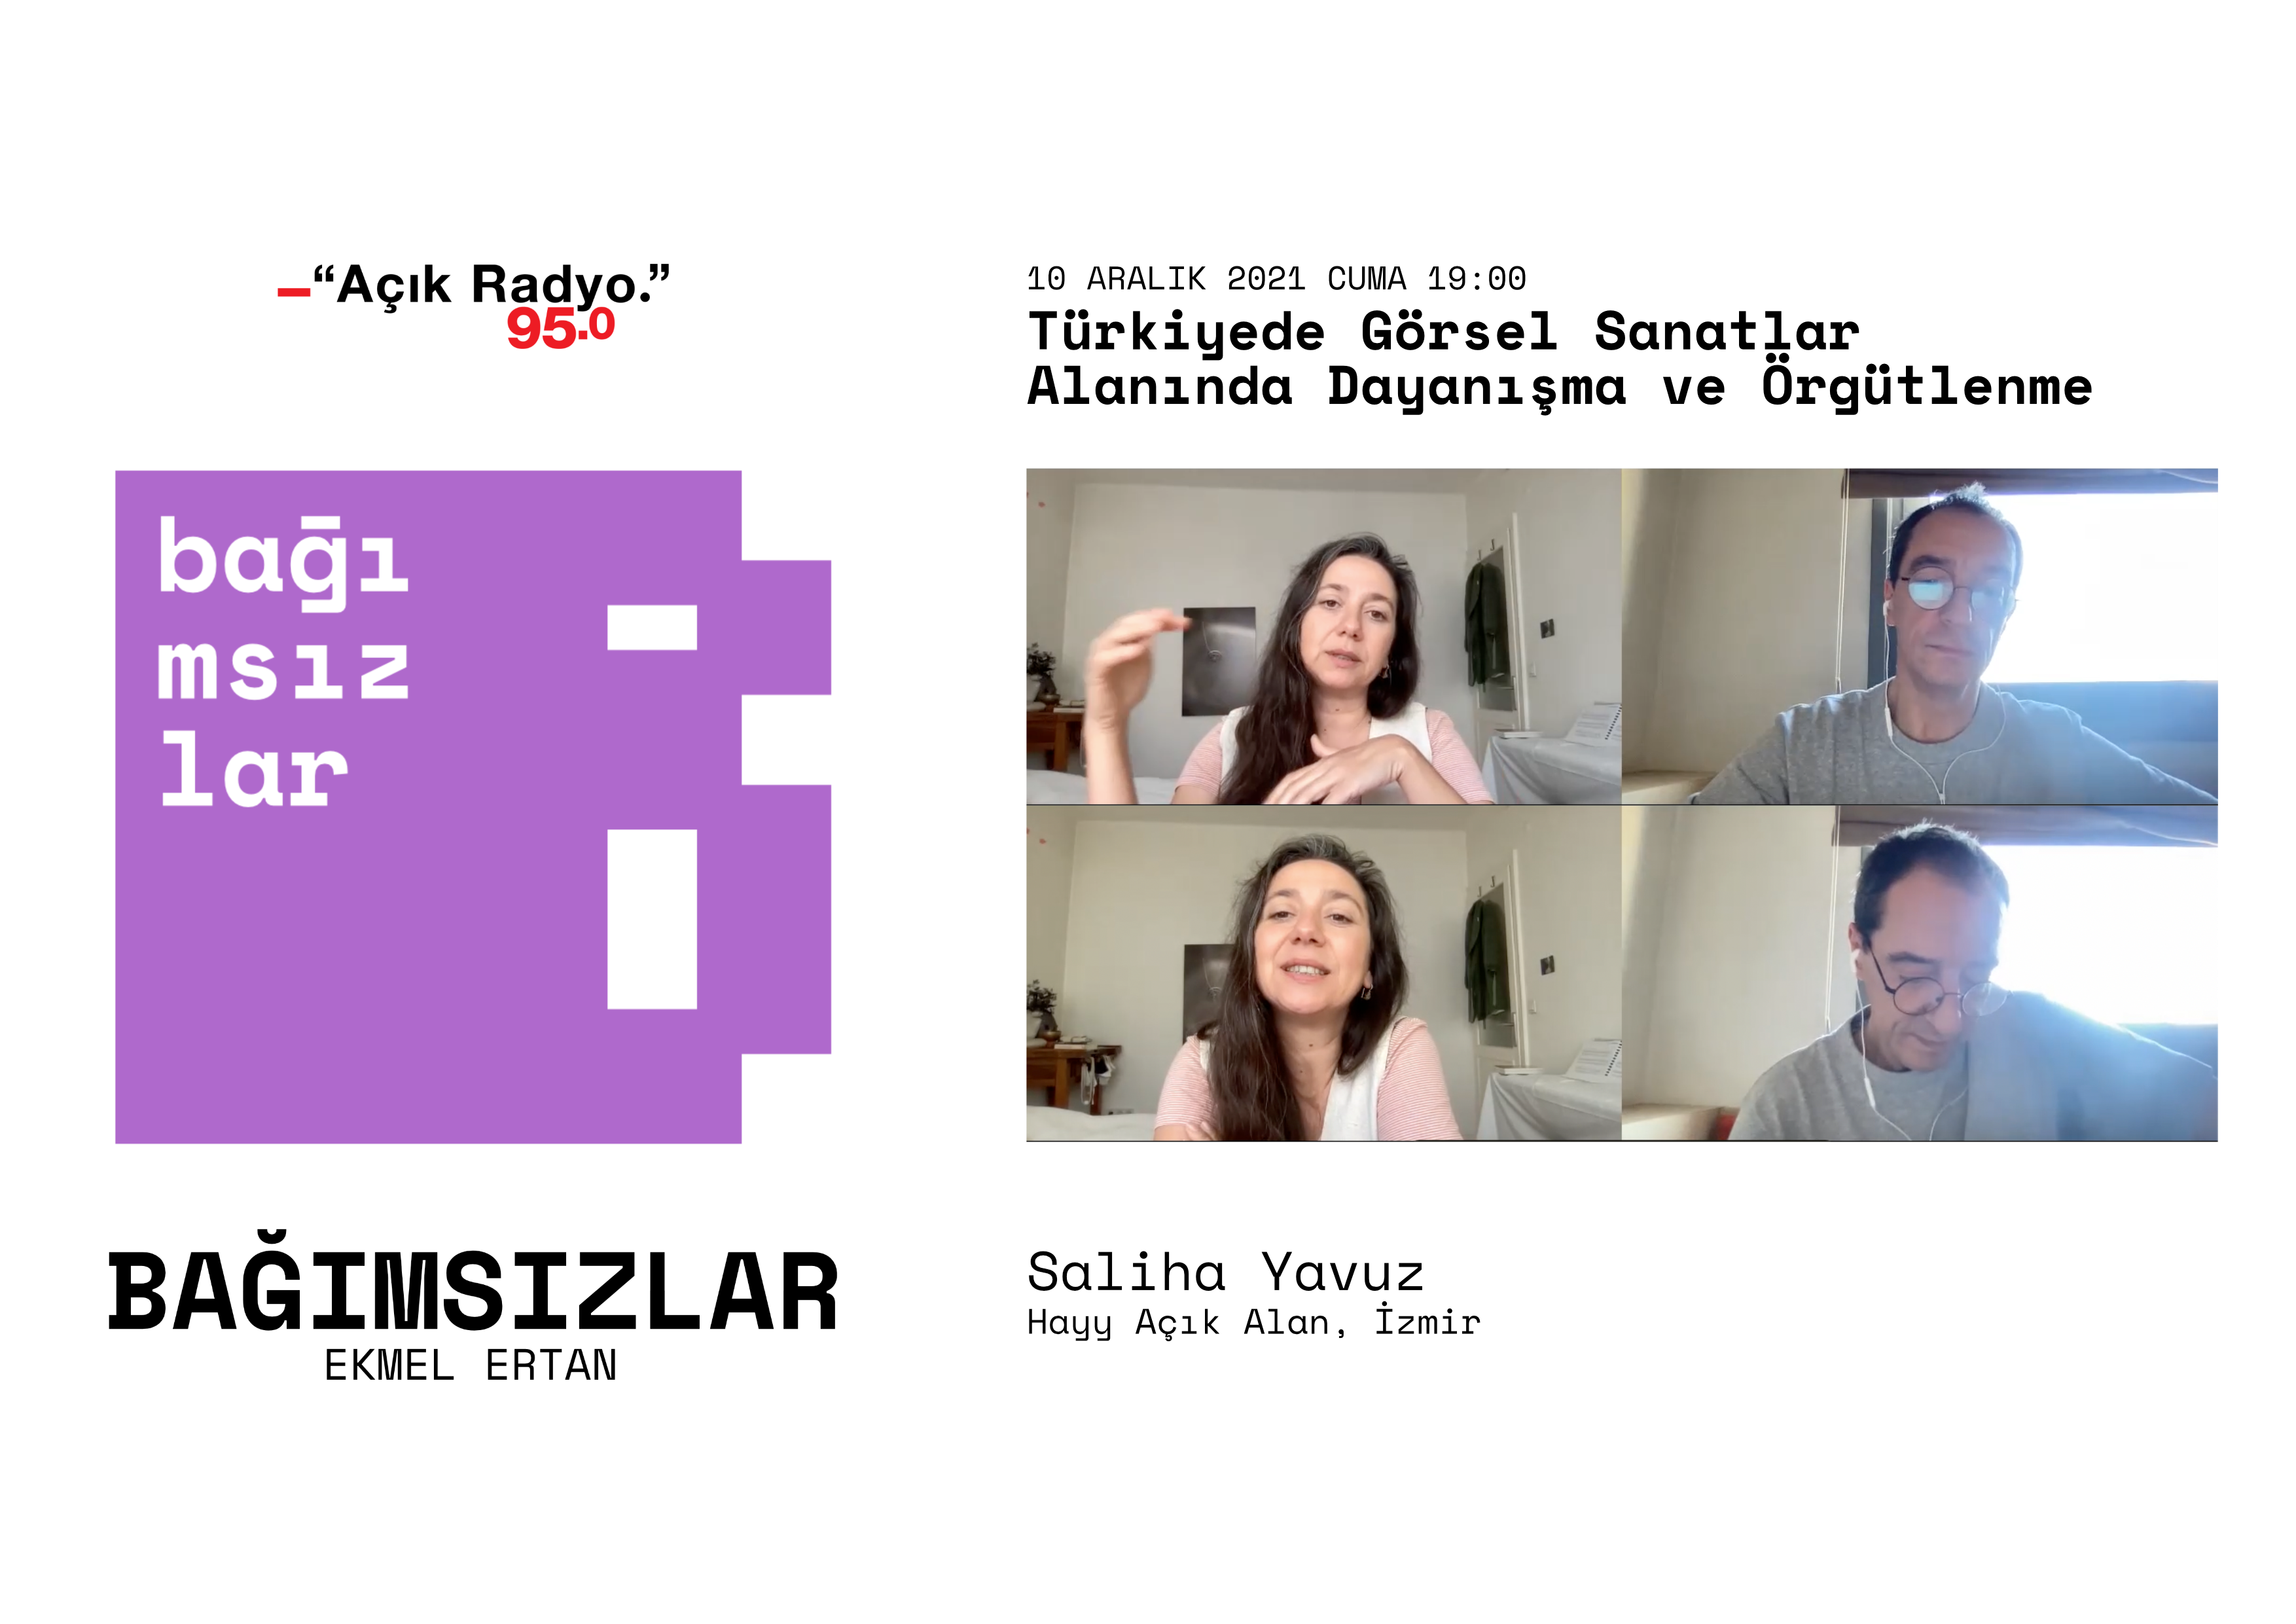 –“Açık Radyo.”
95.0
bağı
msız
lar
BAĞIMSIZLAR
EKMEL ERTAN
10 ARALIK 2021 CUMA 19:00
Türkiyede Görsel Sanatlar
Alanında Dayanışma ve Örgütlenme
Saliha Yavuz
Hayy Açık Alan, İzmir